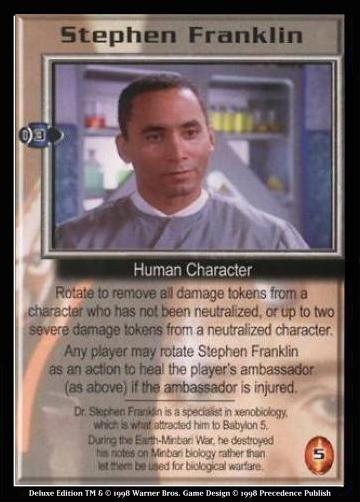 Stephen Franklin
Human Character
Rotate to remove all damage tokens from a
character who has not been neutralized, or up to two
severe damage tokens from a neutralized character.
Any player may rotate Stephen Franklin
as an action to heal the player's ambassador
(as above) if the ambassador is injured.
Dr. Stephen Franklin is a specialist in xenobiology,
which is what attracted him to Babylon 5.
During the Earth-Minbari War, he destroyed
his notes on Minbari biology rather than
let them be used for biological warfare.
5
Deluxe Edition TM & © 1998 Warner Bros. Game Design © 1998 Precedence Publish